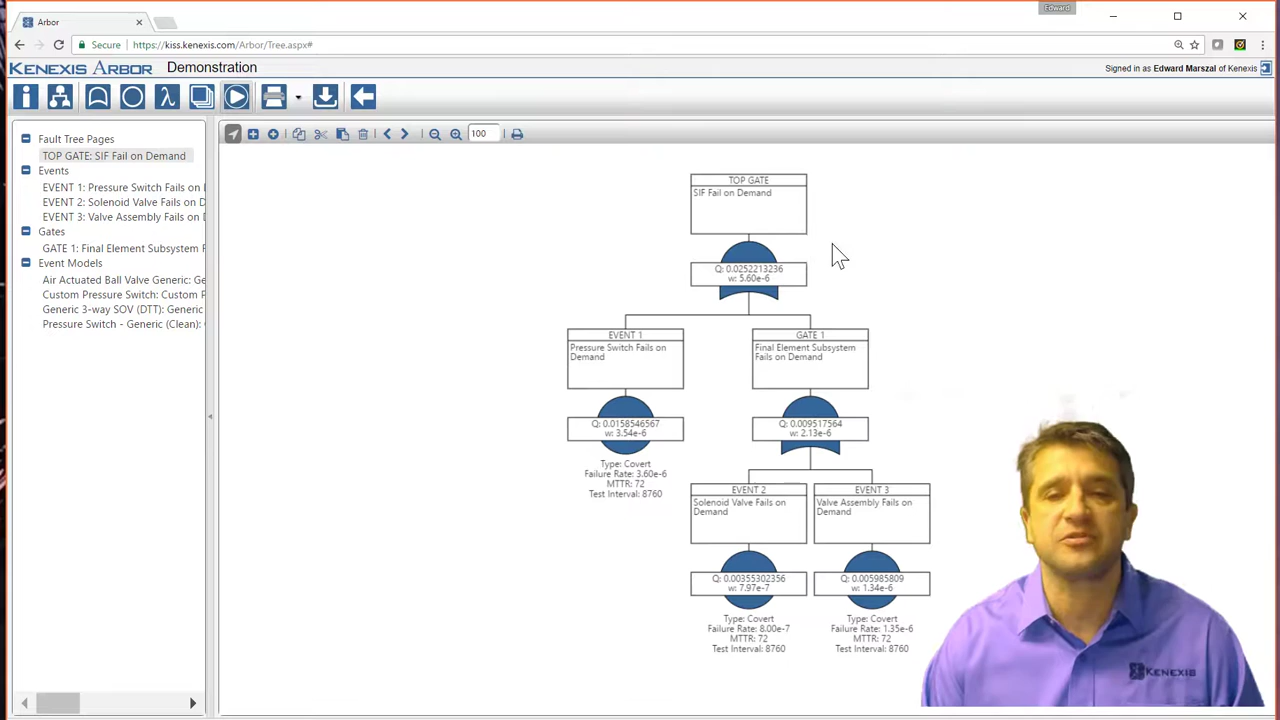 Edward
Arbor
Secure
https://kiss.kenexis.com/Arbor/Tree.aspx#
KENEXIS ARBOR
Demonstration
Signed in as Edward Marszal of Kenexis
100
Fault Tree Pages
TOP GATE: SIF Fail on Demand
Events
EVENT 1: Pressure Switch Fails on
EVENT 2: Solenoid Valve Fails on D
EVENT 3: Valve Assembly Fails on
Gates
GATE 1: Final Element Subsystem F
Event Models
Air Actuated Ball Valve Generic: Ge
Custom Pressure Switch: Custom P
Generic 3-way SOV (DTT): Generic
Pressure Switch - Generic (Clean):
TOP GATE
SIF Fail on Demand
Q: 0.0252213236
w: 5.60e-6
EVENT 1
Pressure Switch Fails on
Demand
Q: 0.0158546567
w: 3.54e-6
Type: Covert
Failure Rate: 3.60e-6
MTTR: 72
Test Interval: 8760
GATE 1
Final Element Subsystem
Fails on Demand
Q: 0.009517564
w: 2.13e-6
EVENT 2
Solenoid Valve Fails on
Demand
Q: 0.00355302356
w: 7.97e-7
Type: Covert
Failure Rate: 8.00e-7
MTTR: 72
Test Interval: 8760
EVENT 3
Valve Assembly Fails on
Demand
Q: 0.005985809
w: 1.34e-6
Type: Covert
Failure Rate: 1.35e-6
MTTR: 72
Test Interval: 8760
KENEXIS